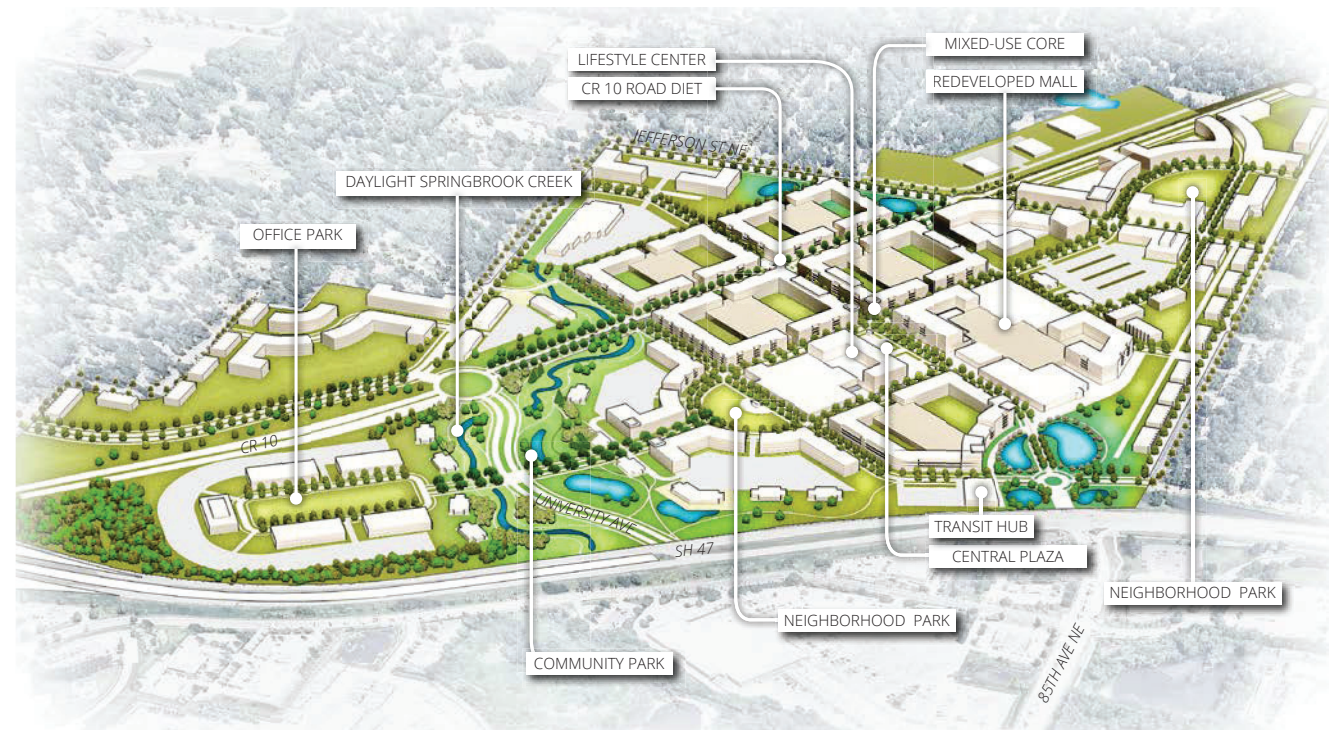 MIXED-USE CORE
LIFESTYLE CENTER
REDEVELOPED MALL
CR 10 ROAD DIET
JEFFERSON ST NE
DAYLIGHT SPRINGBROOK CREEK
OFFICE PARK
CR 10
UNIVERSITY AVE
SH 47
TRANSIT HUB
CENTRAL PLAZA
NEIGHBORHOOD PARK
NEIGHBORHOOD PARK
COMMUNITY PARK
85TH AVE NE